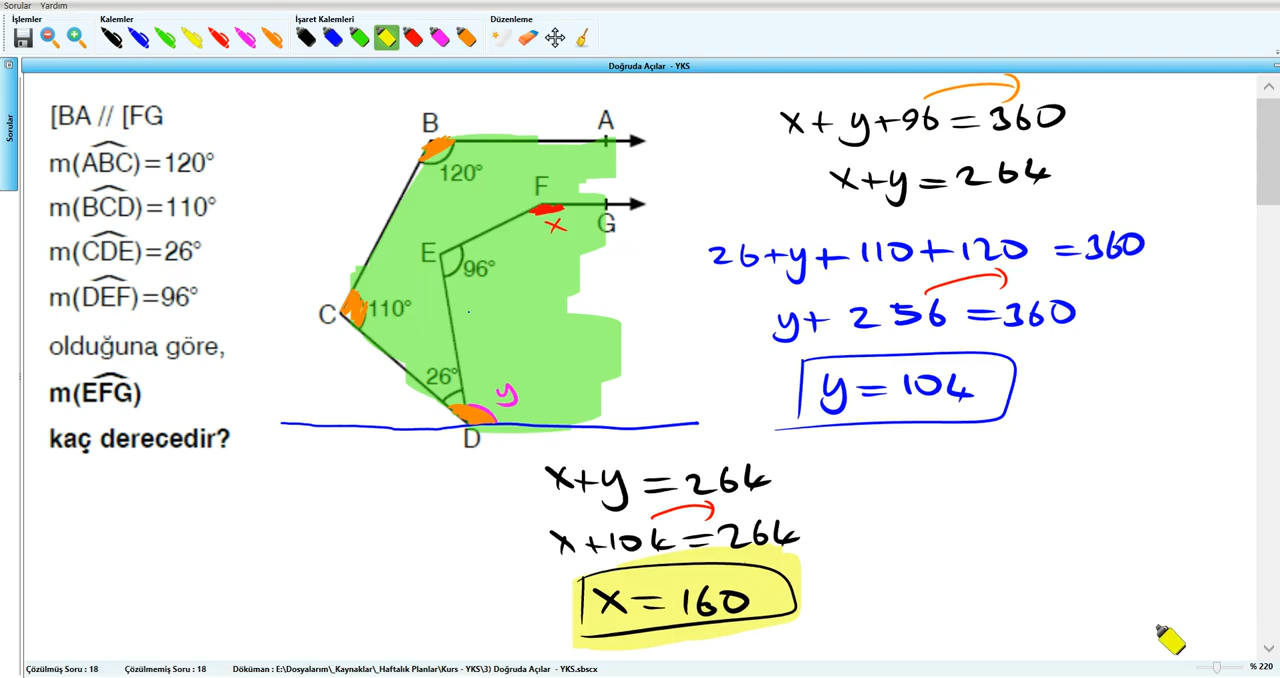 Sorular Yardım
İşlemler Kalemler İşaret Kalemleri Düzenleme
Doğruda Açılar - YKS
Sorular
[BA // [FG
m(ABC)=120°
m(BCD)=110°
m(CDE)=26°
m(DEF)=96°
olduğuna göre,
m(EFG)
kaç derecedir?
B A
120°
F
x G
E
96°
C 110°
26° y
D
x+y+96=360
x+y=264
26+y+110+120 =360
y+256=360
y=104
x+y=264
x+104=264
x=160
Çözülmüş Soru : 18 Çözülmemiş Soru : 18 Döküman : E:\Dosyalarım\_Kaynaklar\_Haftalık Planlar\Kurs - YKS\3) Doğruda Açılar - YKS.sbscx % 220